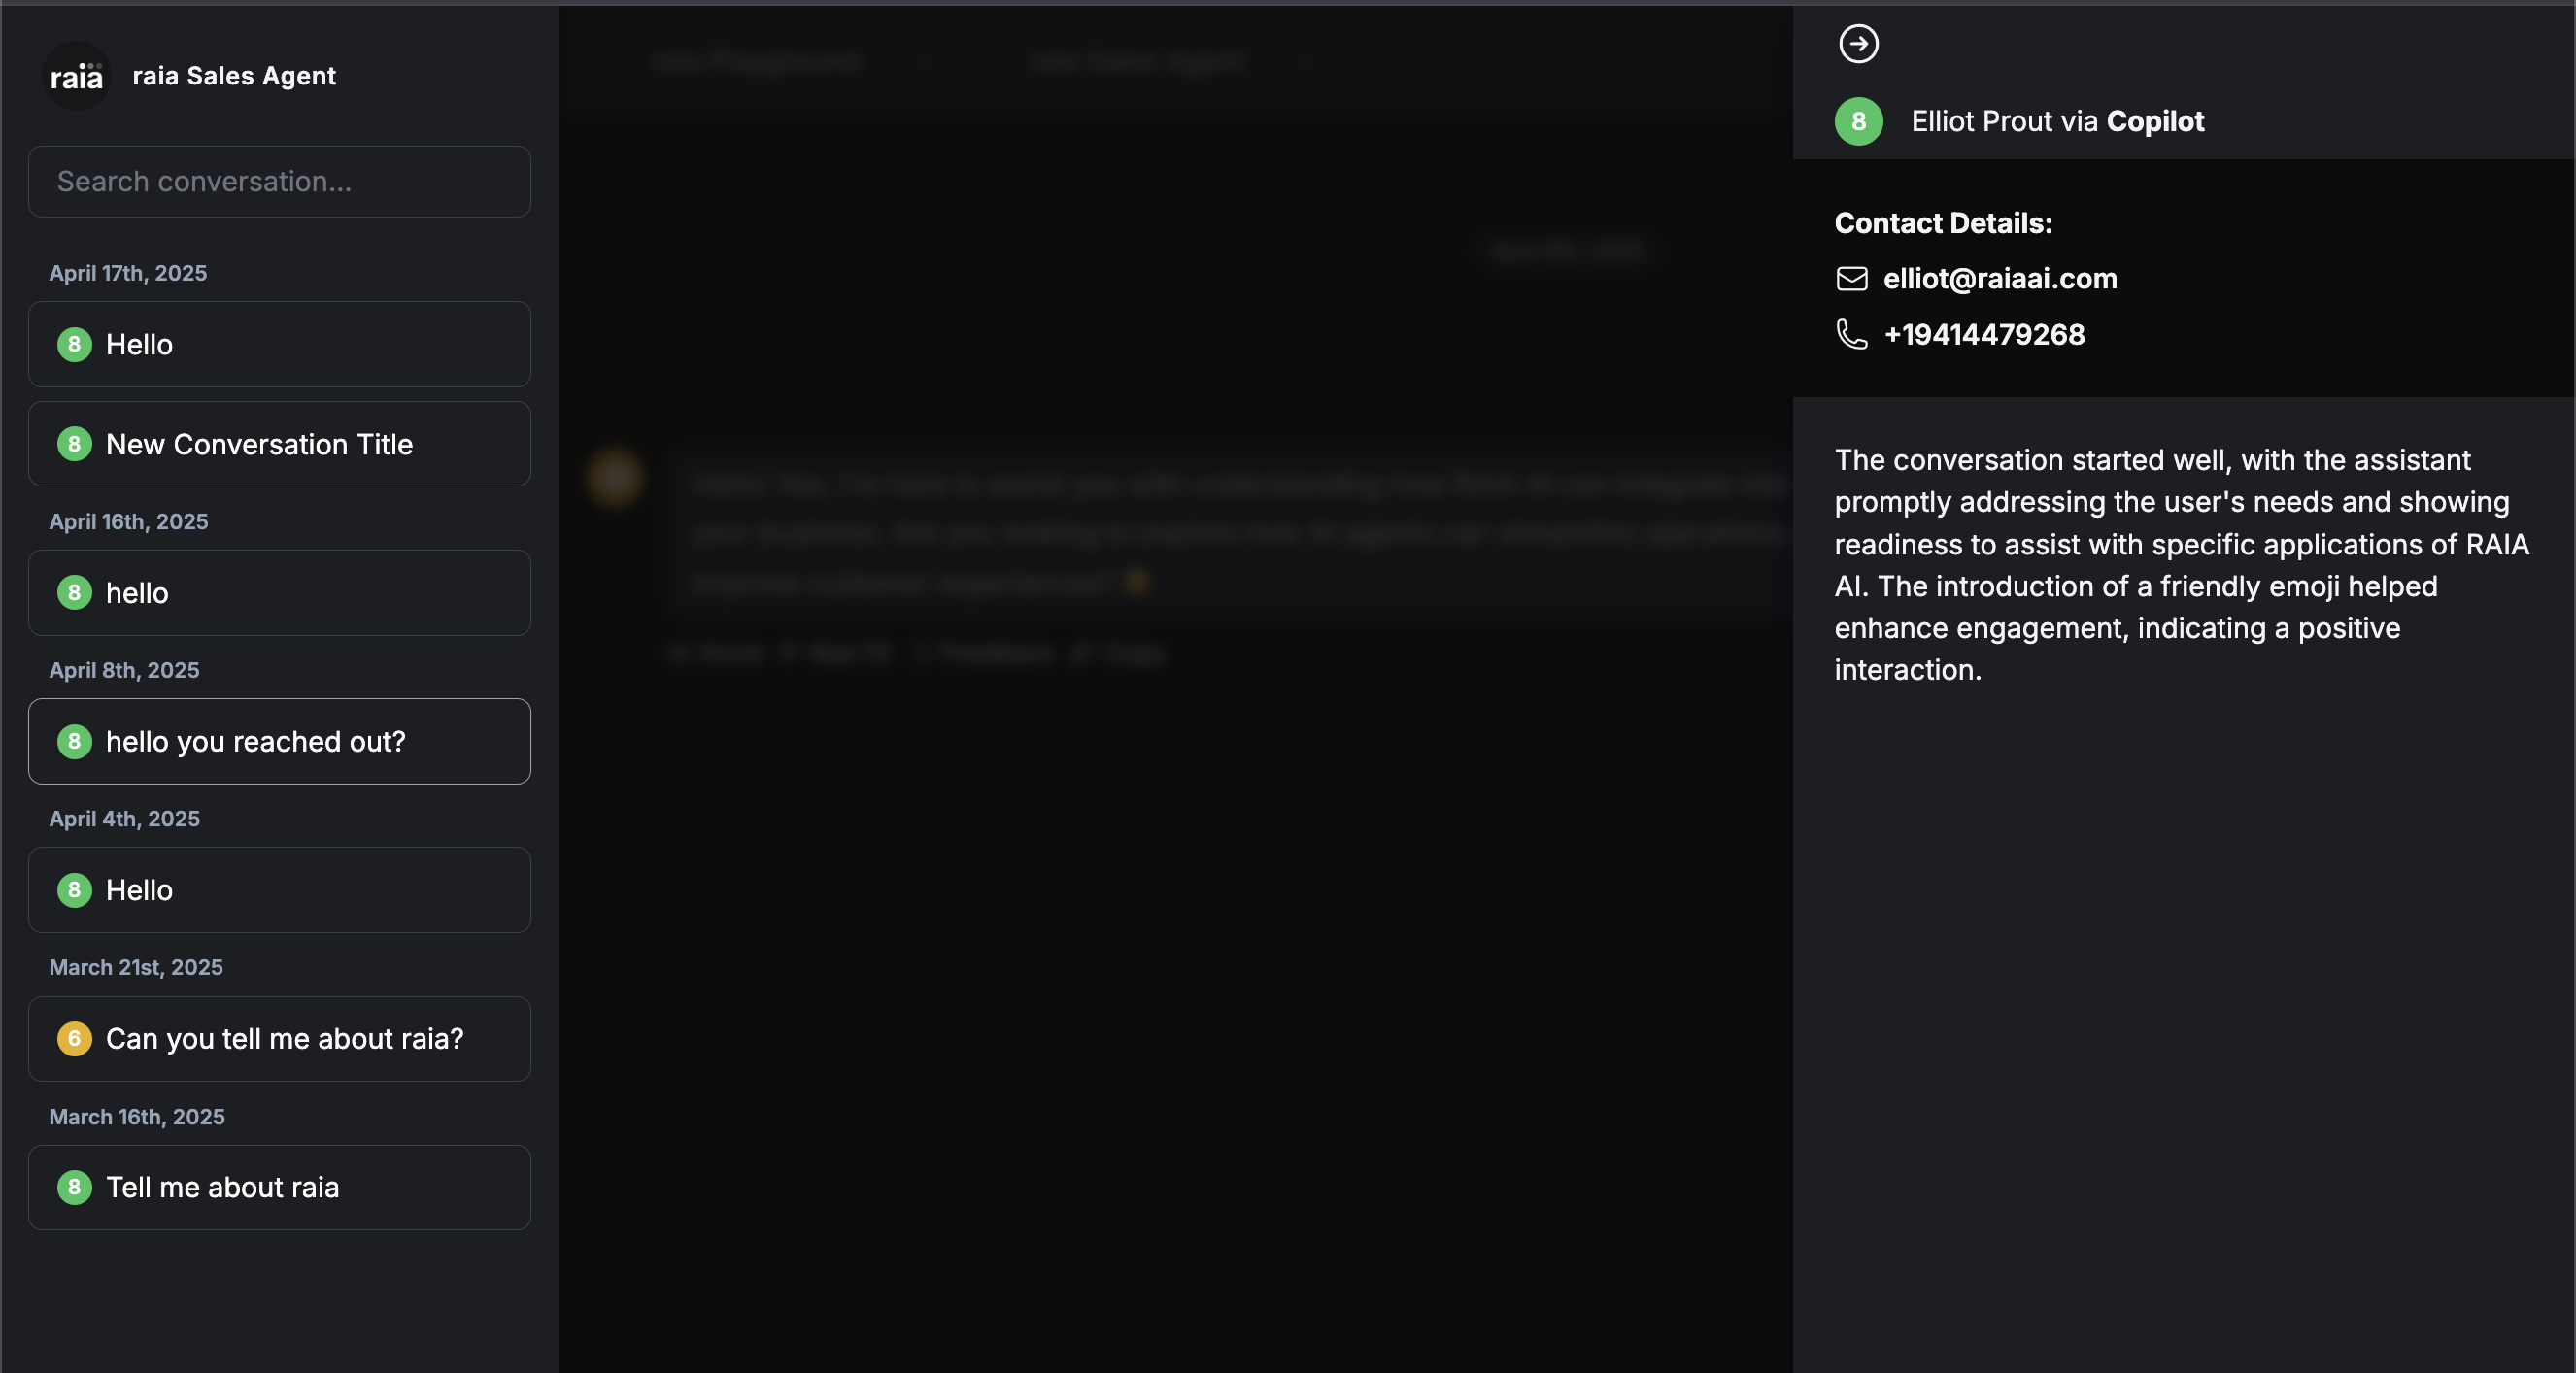 raia
raia Sales Agent
Search conversation...
April 17th, 2025
8 Hello
8 New Conversation Title
April 16th, 2025
8 hello
April 8th, 2025
8 hello you reached out?
April 4th, 2025
8 Hello
March 21st, 2025
6 Can you tell me about raia?
March 16th, 2025
8 Tell me about raia
8 Elliot Prout via Copilot
Contact Details:
elliot@raiaai.com
+19414479268
The conversation started well, with the assistant
promptly addressing the user's needs and showing
readiness to assist with specific applications of RAIA
AI. The introduction of a friendly emoji helped
enhance engagement, indicating a positive
interaction.